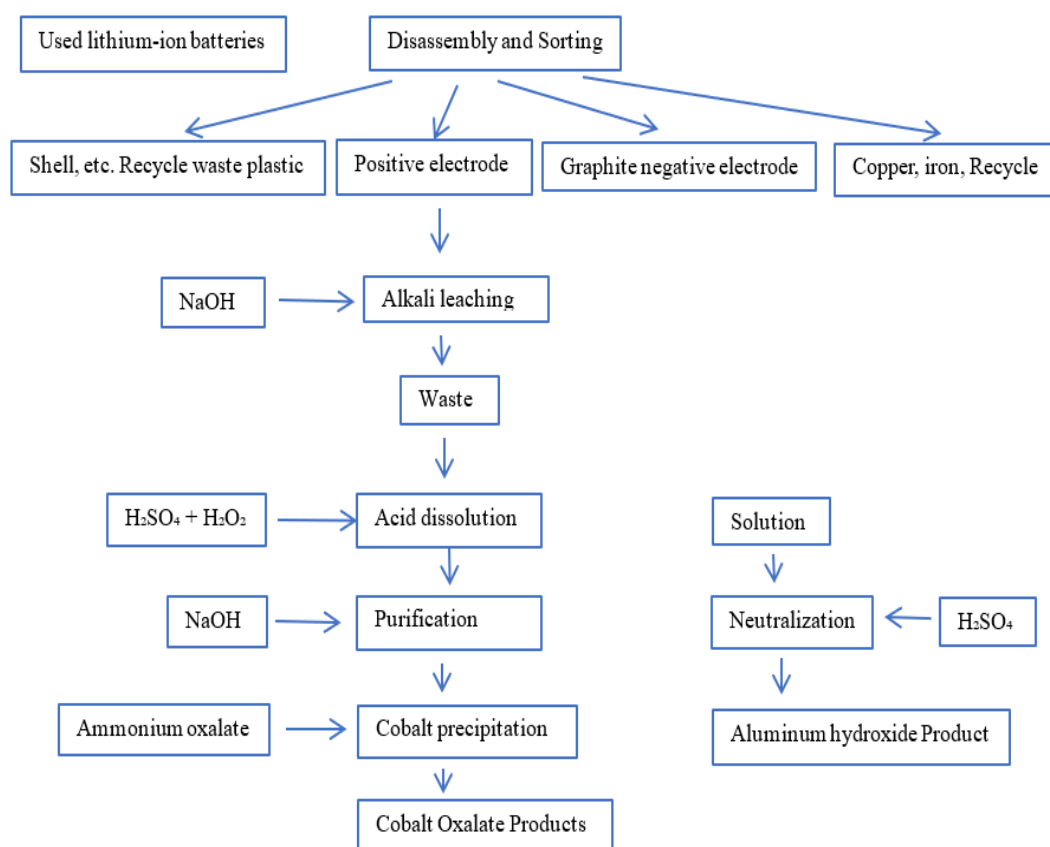 Used lithium-ion batteries
Disassembly and Sorting
Shell, etc. Recycle waste plastic
Positive electrode
Graphite negative electrode
Copper, iron, Recycle
NaOH
Alkali leaching
Waste
H₂SO₄ + H₂O₂
Acid dissolution
Solution
NaOH
Purification
Neutralization
H₂SO₄
Ammonium oxalate
Cobalt precipitation
Aluminum hydroxide Product
Cobalt Oxalate Products